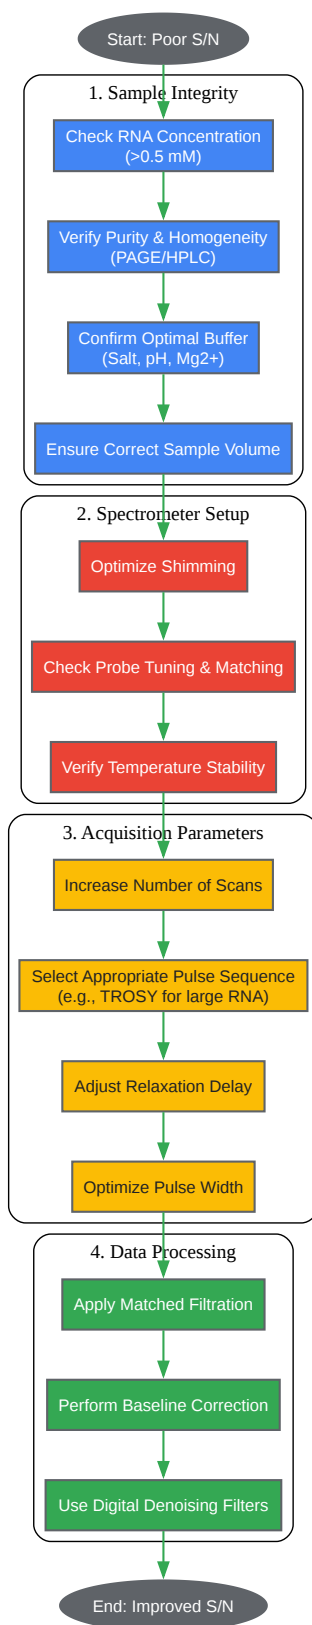 Start: Poor S/N
1. Sample Integrity
Check RNA Concentration
(>0.5 mM)
Verify Purity & Homogeneity
(PAGE/HPLC)
Confirm Optimal Buffer
(Salt, pH, Mg2+)
Ensure Correct Sample Volume
2. Spectrometer Setup
Optimize Shimming
Check Probe Tuning & Matching
Verify Temperature Stability
3. Acquisition Parameters
Increase Number of Scans
Select Appropriate Pulse Sequence
(e.g., TROSY for large RNA)
Adjust Relaxation Delay
Optimize Pulse Width
4. Data Processing
Apply Matched Filtration
Perform Baseline Correction
Use Digital Denoising Filters
End: Improved S/N